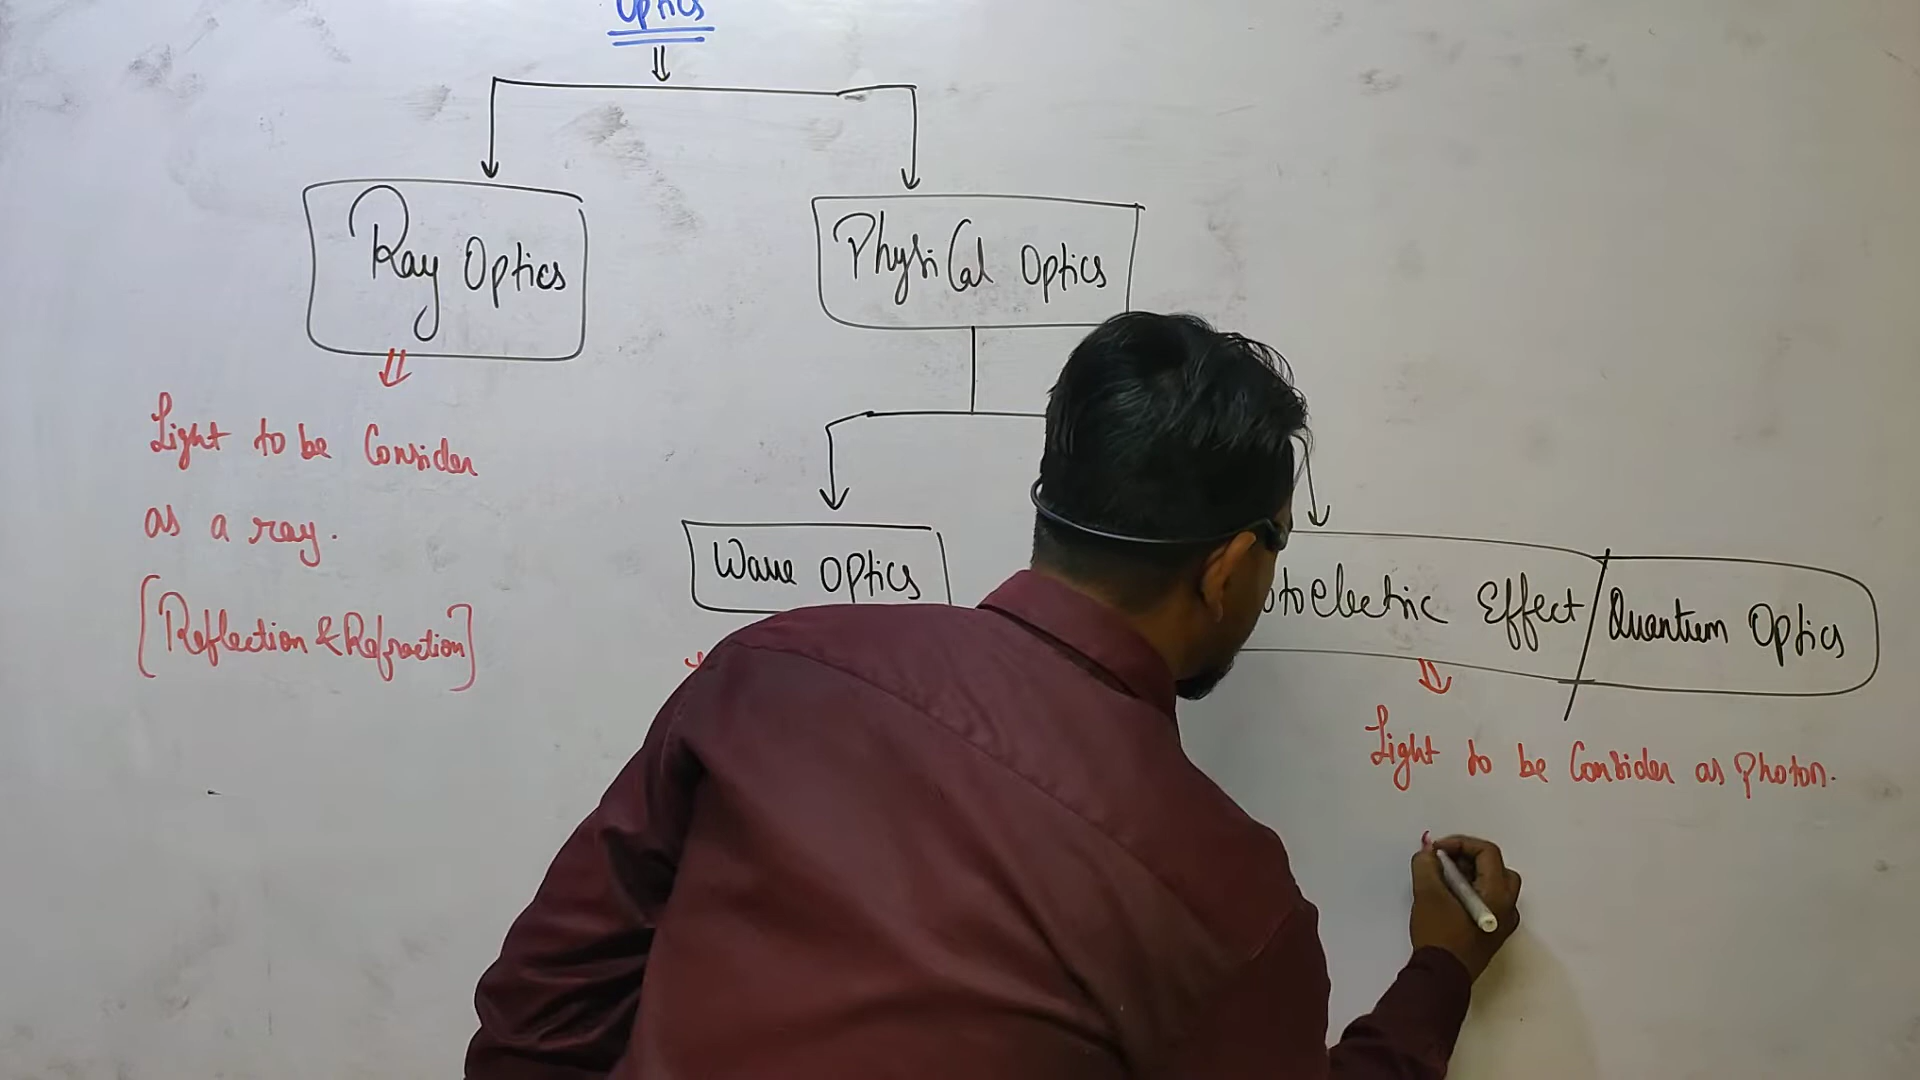 Optics
Ray Optics
Physical Optics
Light to be Consider
as a ray.
[Reflection & Refraction]
Wave Optics
otoelectric Effect / Quantum Optics
Light to be Consider as Photon.